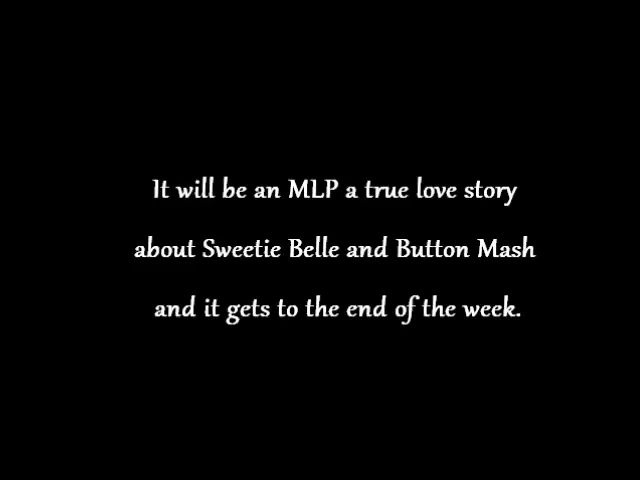 It will be an MLP a true love story
about Sweetie Belle and Button Mash
and it gets to the end of the week.